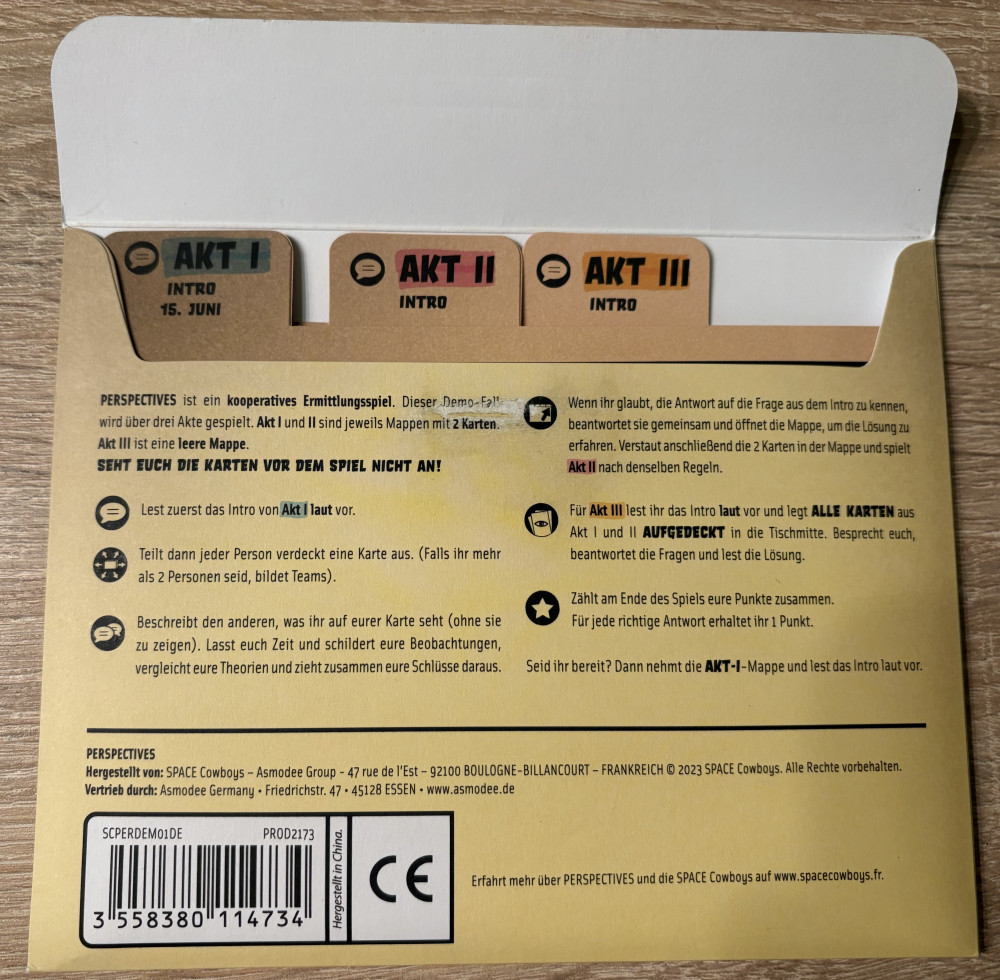 AKT I
INTRO
15. JUNI
AKT II
INTRO
AKT III
INTRO
PERSPECTIVES ist ein kooperatives Ermittlungsspiel. Dieser Demo-Fall
wird über drei Akte gespielt. Akt I und II sind jeweils Mappen mit 2 Karten.
Akt III ist eine leere Mappe.
SEHT EUCH DIE KARTEN VOR DEM SPIEL NICHT AN!
Lest zuerst das Intro von Akt I laut vor.
Teilt dann jeder Person verdeckt eine Karte aus. (Falls ihr mehr
als 2 Personen seid, bildet Teams).
Beschreibt den anderen, was ihr auf eurer Karte seht (ohne sie
zu zeigen). Lasst euch Zeit und schildert eure Beobachtungen,
vergleicht eure Theorien und zieht zusammen eure Schlüsse daraus.
Wenn ihr glaubt, die Antwort auf die Frage aus dem Intro zu kennen,
beantwortet sie gemeinsam und öffnet die Mappe, um die Lösung zu
erfahren. Verstaut anschließend die 2 Karten in der Mappe und spielt
Akt II nach denselben Regeln.
Für Akt III lest ihr das Intro laut vor und legt ALLE KARTEN aus
Akt I und II AUFGEDECKT in die Tischmitte. Besprecht euch,
beantwortet die Fragen und lest die Lösung.
Zählt am Ende des Spiels eure Punkte zusammen.
Für jede richtige Antwort erhaltet ihr 1 Punkt.
Seid ihr bereit? Dann nehmt die AKT-I-Mappe und lest das Intro laut vor.
PERSPECTIVES
Hergestellt von: SPACE Cowboys – Asmodee Group - 47 rue de l'Est – 92100 BOULOGNE-BILLANCOURT – FRANKREICH © 2023 SPACE Cowboys. Alle Rechte vorbehalten.
Vertrieb durch: Asmodee Germany • Friedrichstr. 47 • 45128 ESSEN • www.asmodee.de
SCPERDEM01DE PROD2173
3 558380 114734
Hergestellt in China.
CE
Erfahrt mehr über PERSPECTIVES und die SPACE Cowboys auf www.spacecowboys.fr.